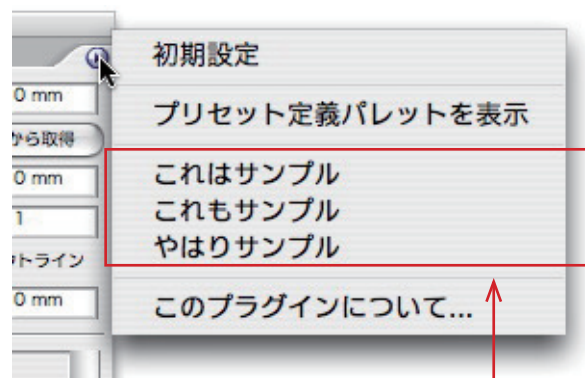 初期設定
0 mm
プリセット定義パレットを表示
から取得
これはサンプル
0 mm
これもサンプル
1
やはりサンプル
トライン
0 mm
このプラグインについて...